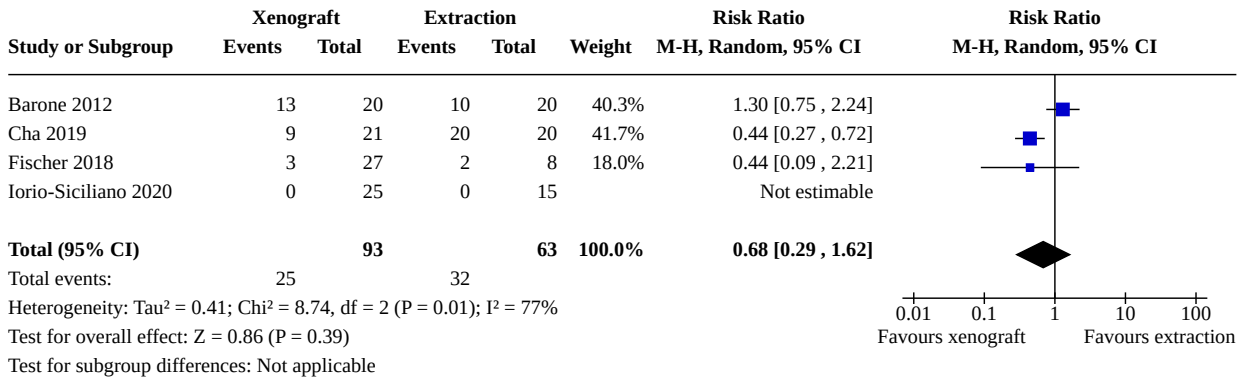 Xenograft Extraction Risk Ratio Risk Ratio
Study or Subgroup Events Total Events Total Weight M-H, Random, 95% CI M-H, Random, 95% CI
Barone 2012 13 20 10 20 40.3% 1.30 [0.75 , 2.24]
Cha 2019 9 21 20 20 41.7% 0.44 [0.27 , 0.72]
Fischer 2018 3 27 2 8 18.0% 0.44 [0.09 , 2.21]
Iorio-Siciliano 2020 0 25 0 15 Not estimable
Total (95% CI) 93 63 100.0% 0.68 [0.29 , 1.62]
Total events: 25 32
Heterogeneity: Tau² = 0.41; Chi² = 8.74, df = 2 (P = 0.01); I² = 77%
0.01 0.1 1 10 100
Test for overall effect: Z = 0.86 (P = 0.39) Favours xenograft Favours extraction
Test for subgroup differences: Not applicable